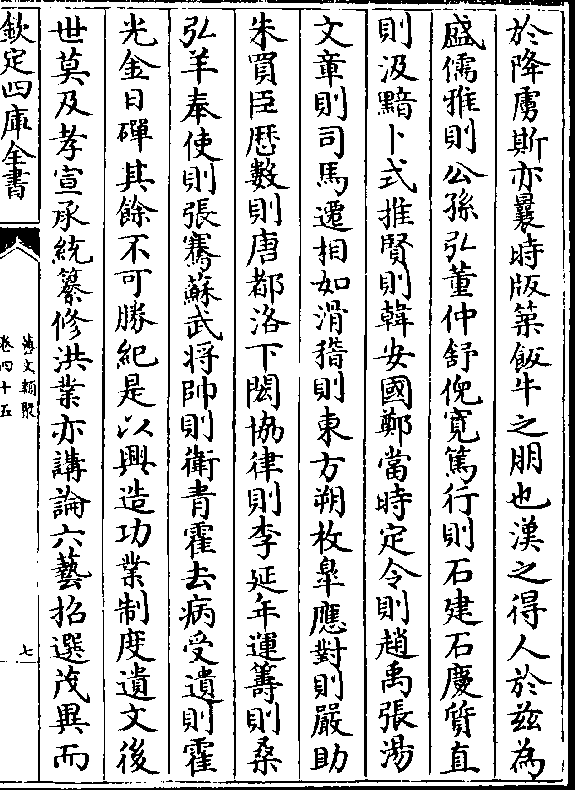 於降虜斯亦曩時版築飯牛之朋也漢之得人於兹為
盛儒雅則公孫弘董仲舒倪寛篤行則石建石慶質直
則汲黯卜式推賢則韓安國鄭當時定令則趙禹張湯
文章則司馬遷相如滑稽則東方朔枚臯應對則嚴助
朱買臣厯數則唐都洛下閎協律則李延年運籌則桑
弘羊奉使則張騫蘇武将帥則衛青霍去病受遺則霍
光金日磾其餘不可勝紀是以興造功業制度遺文後
世莫及孝宣承統纂修洪業亦講論六藝招選茂異而
欽定四庫全書
藝文類聚
卷四十五
七